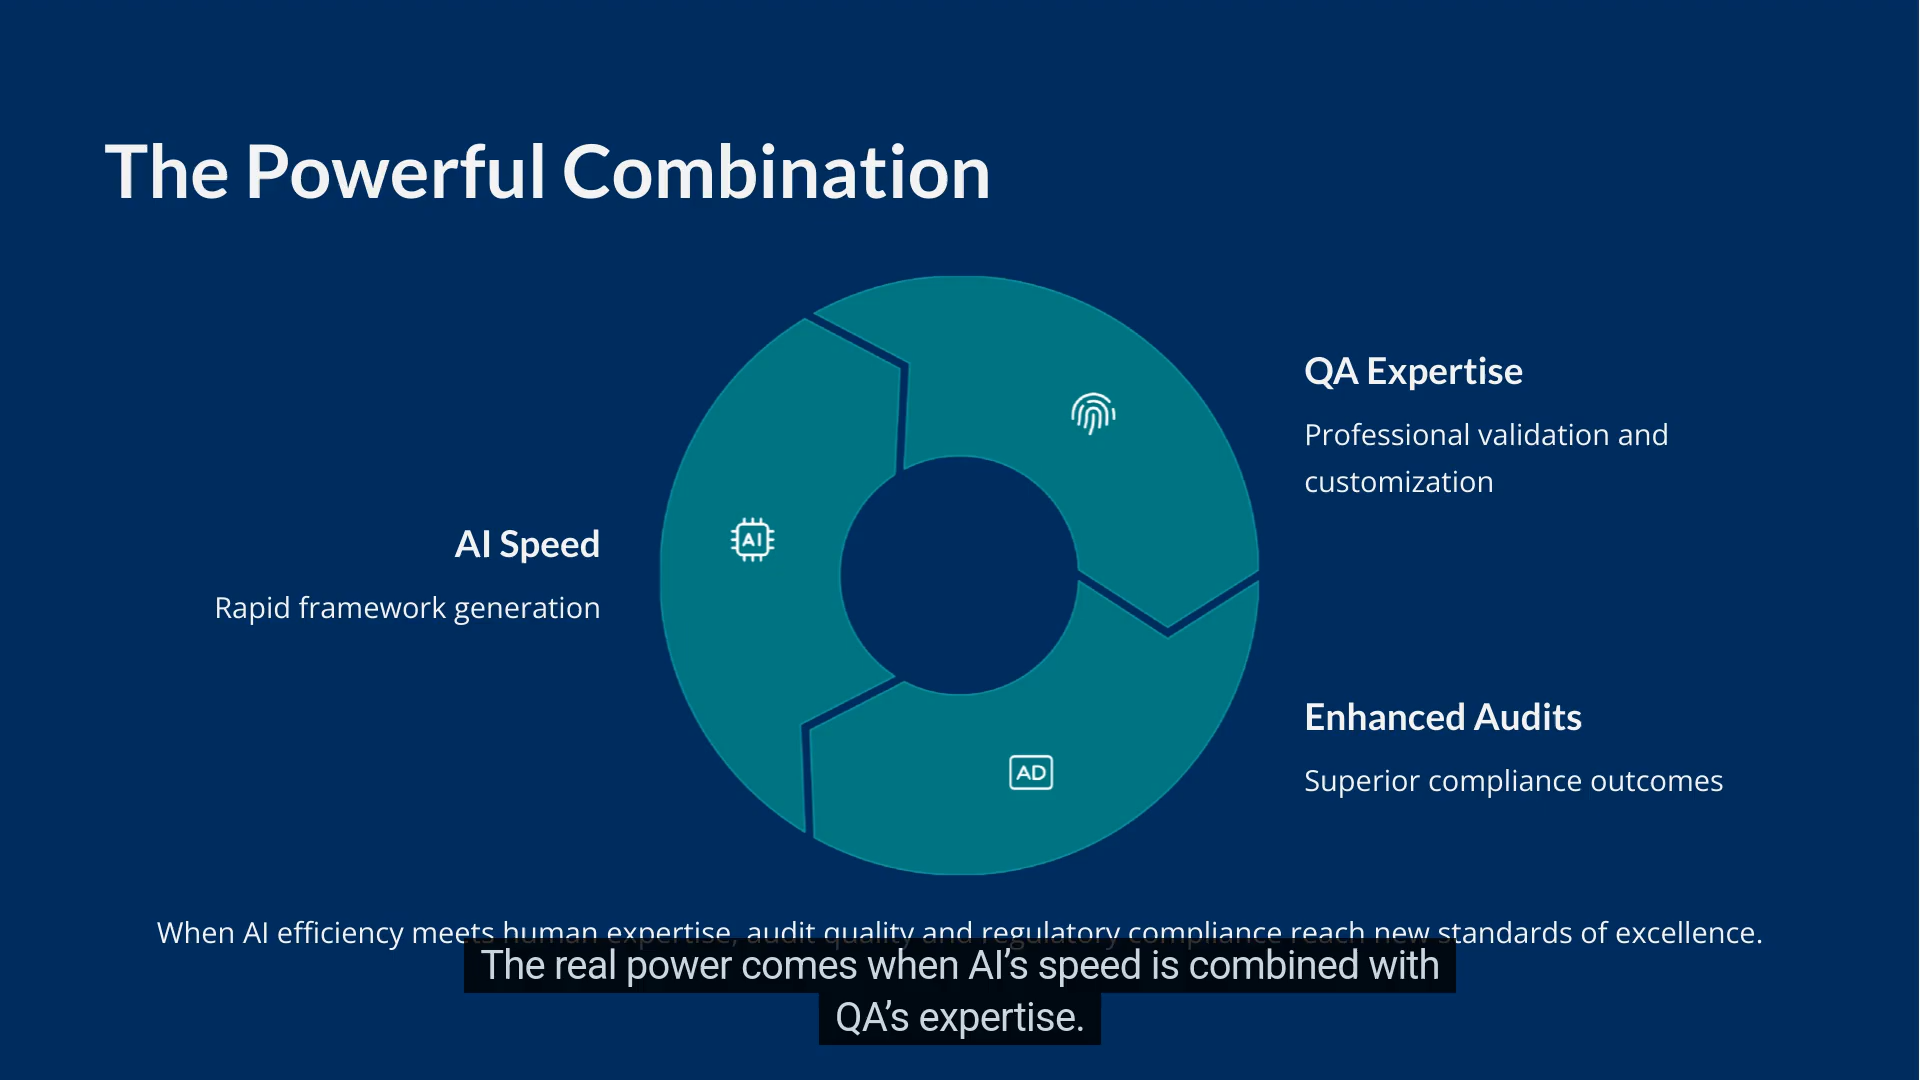 The Powerful Combination
QA Expertise
Professional validation and
customization
AI Speed
AI
Rapid framework generation
Enhanced Audits
AD
Superior compliance outcomes
When AI efficiency meets human expertise, audit quality and regulatory compliance reach new standards of excellence.
The real power comes when AI’s speed is combined with
QA’s expertise.